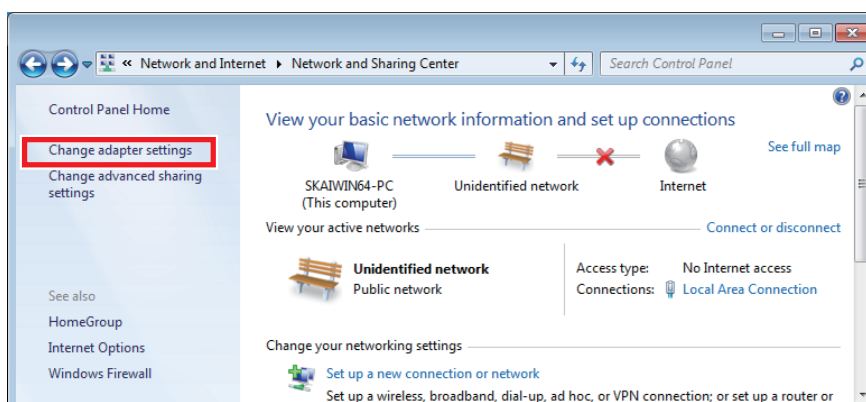 « Network and Internet ▸ Network and Sharing Center
Search Control Panel
Control Panel Home
Change adapter settings
Change advanced sharing
settings
See also
HomeGroup
Internet Options
Windows Firewall
View your basic network information and set up connections
See full map
SKAIWIN64-PC
(This computer)
Unidentified network
Internet
View your active networks
Connect or disconnect
Unidentified network
Public network
Access type: No Internet access
Connections: Local Area Connection
Change your networking settings
Set up a new connection or network
Set up a wireless, broadband, dial-up, ad hoc, or VPN connection; or set up a router or